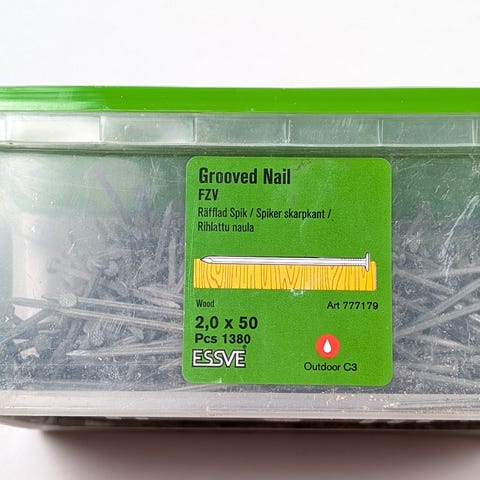 Grooved Nail
FZV
Räfflad Spik / Spiker skarpkant /
Rihlattu naula
Wood
Art 777179
2,0 x 50
Pcs 1380
ESSVE®
Outdoor C3